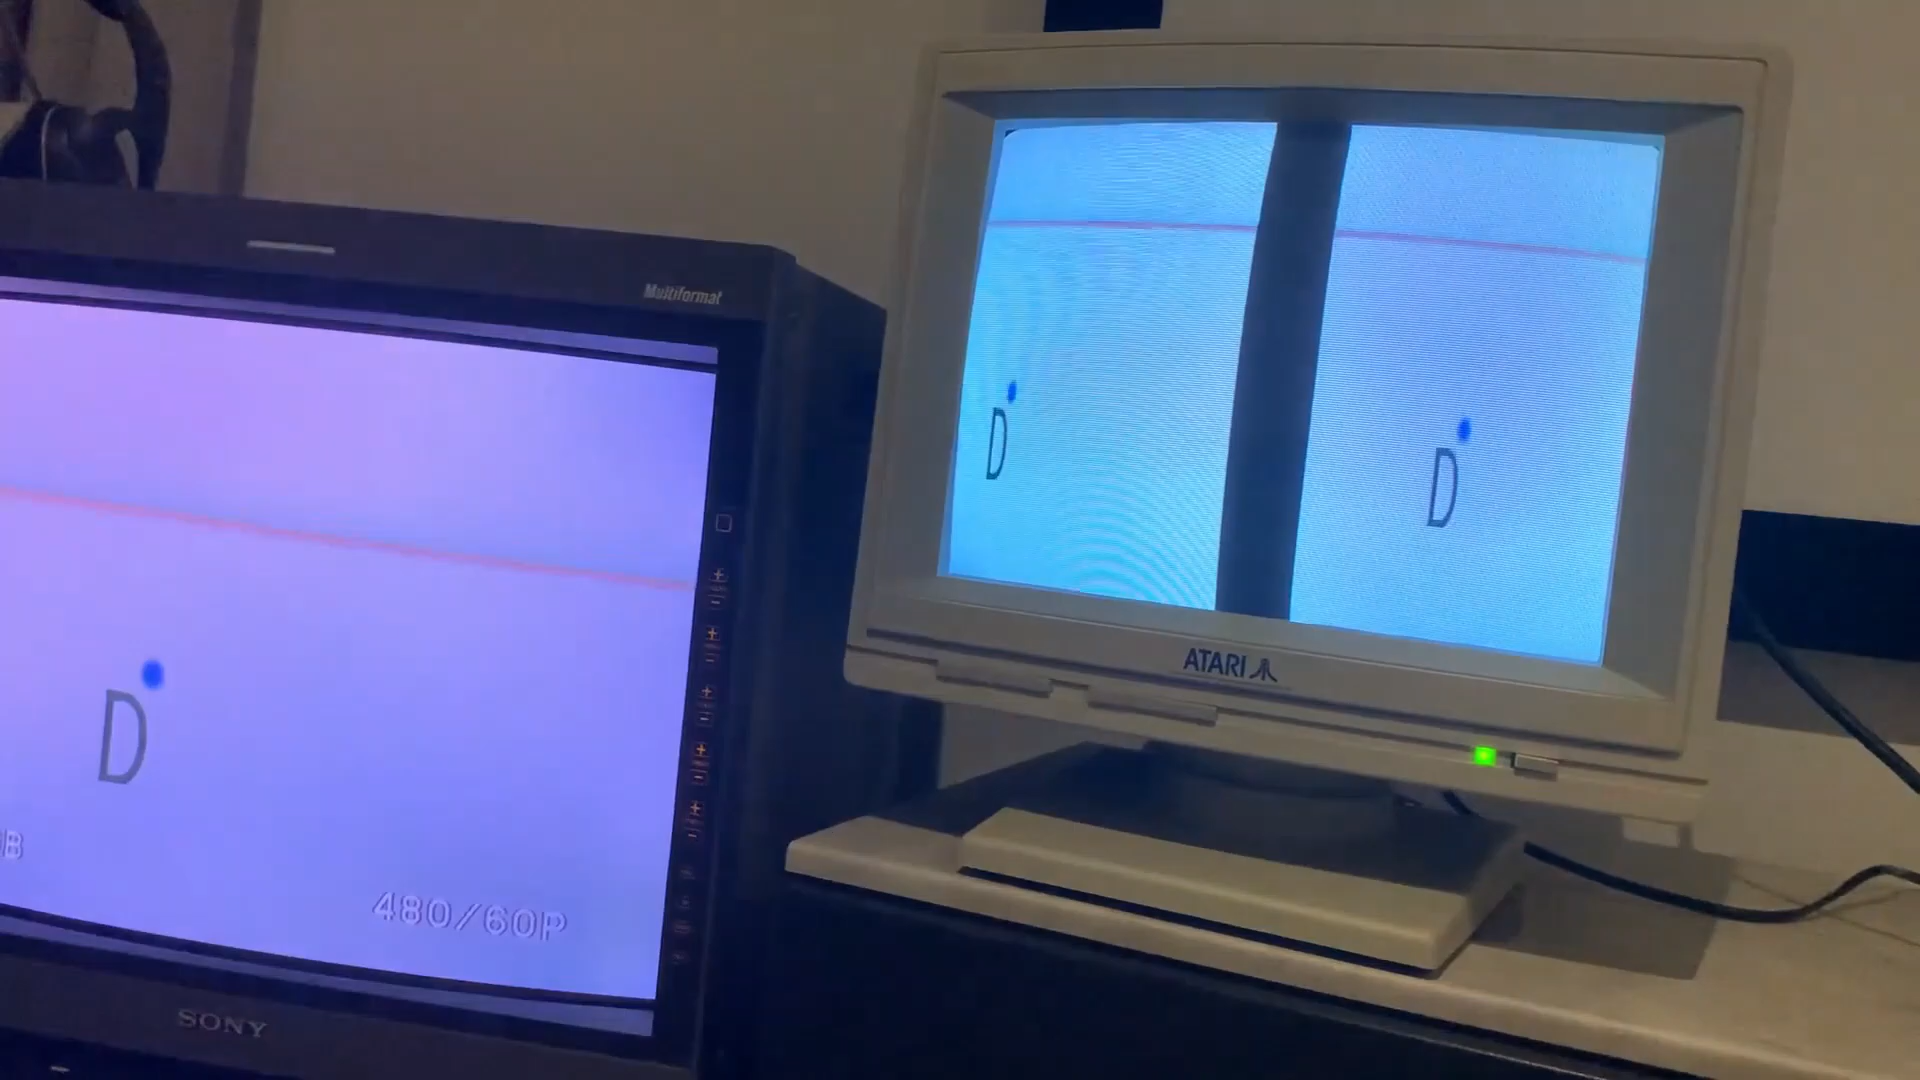 Multiformat
D
480/60P
SONY
D
D
ATARI